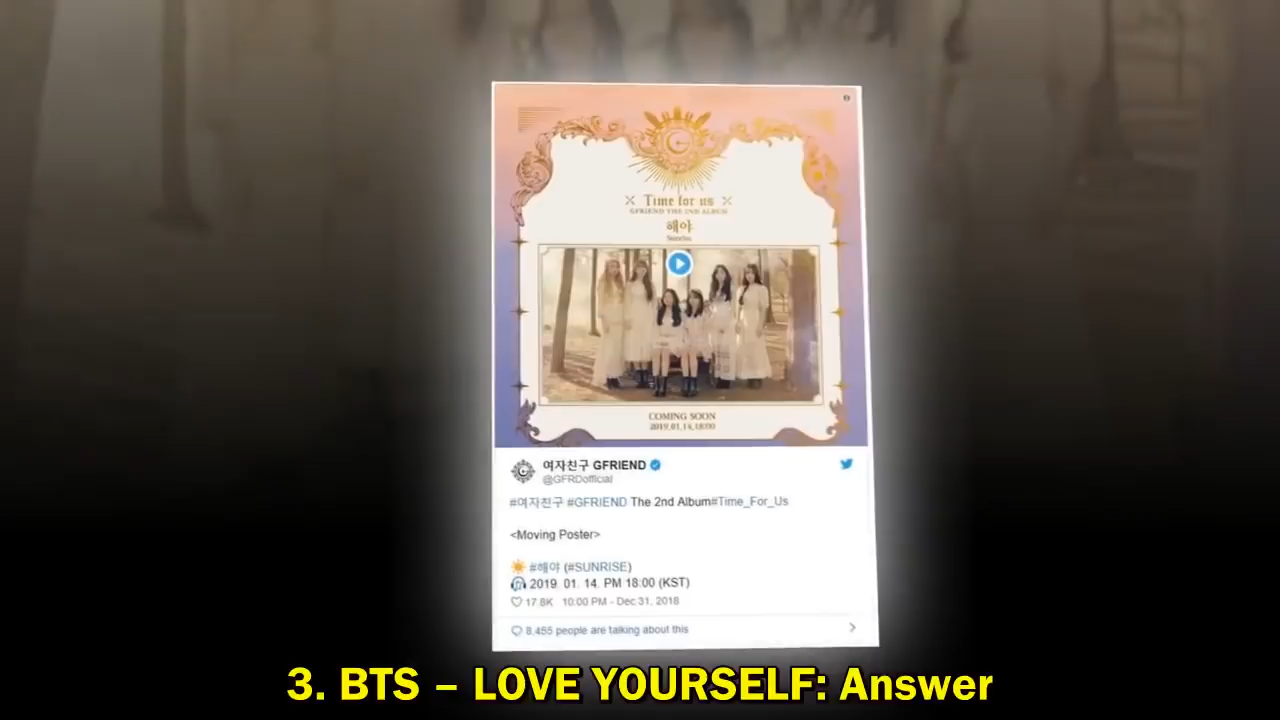 Time for us
GFRIEND THE 2ND ALBUM
해야
Sunrise
COMING SOON
2019.01.14.18:00
여자친구 GFRIEND
@GFRDofficial
#여자친구 #GFRIEND The 2nd Album#Time_For_Us
<Moving Poster>
☀️ #해야 (#SUNRISE)
🎧 2019. 01. 14. PM 18:00 (KST)
17.8K 10:00 PM - Dec 31, 2018
8,455 people are talking about this
3. BTS – LOVE YOURSELF: Answer